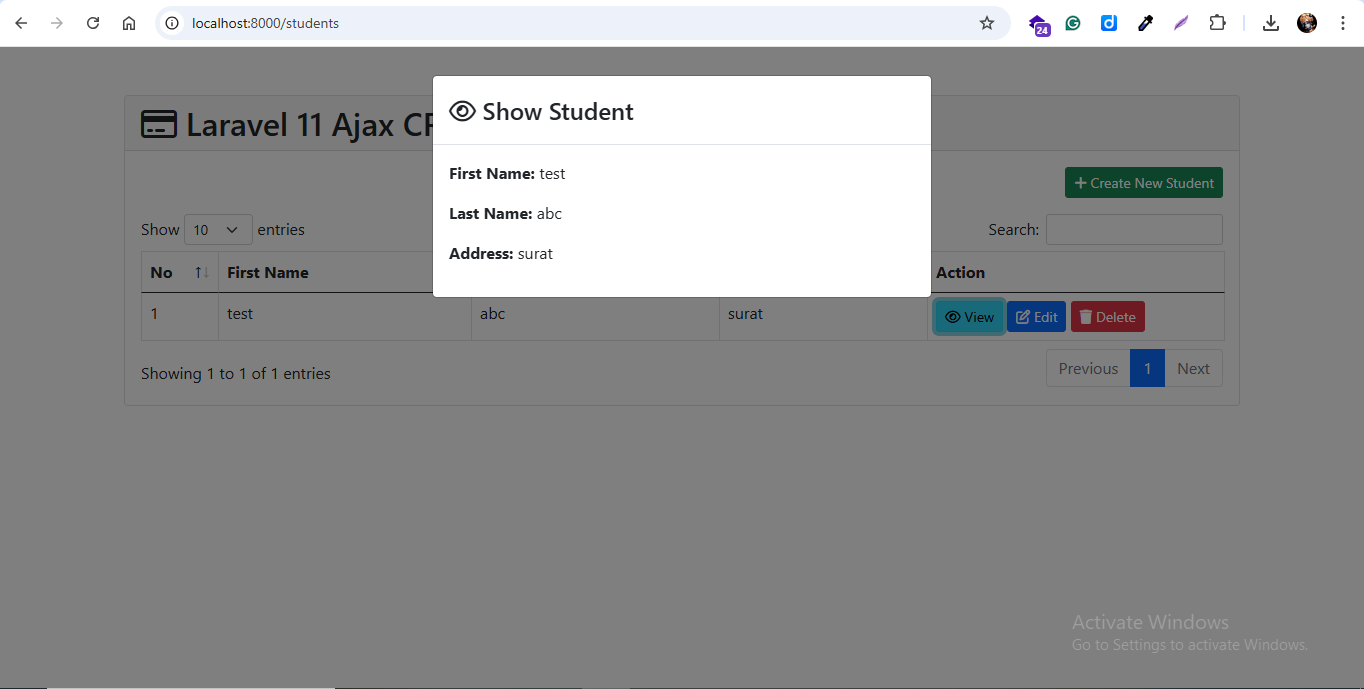 localhost:8000/students
24
Show Student
Laravel 11 Ajax CR
First Name: test
Create New Student
Last Name: abc
Show 10 entries
Search:
Address: surat
No First Name Action
1 test abc surat View Edit Delete
Showing 1 to 1 of 1 entries
Previous 1 Next
Activate Windows
Go to Settings to activate Windows.